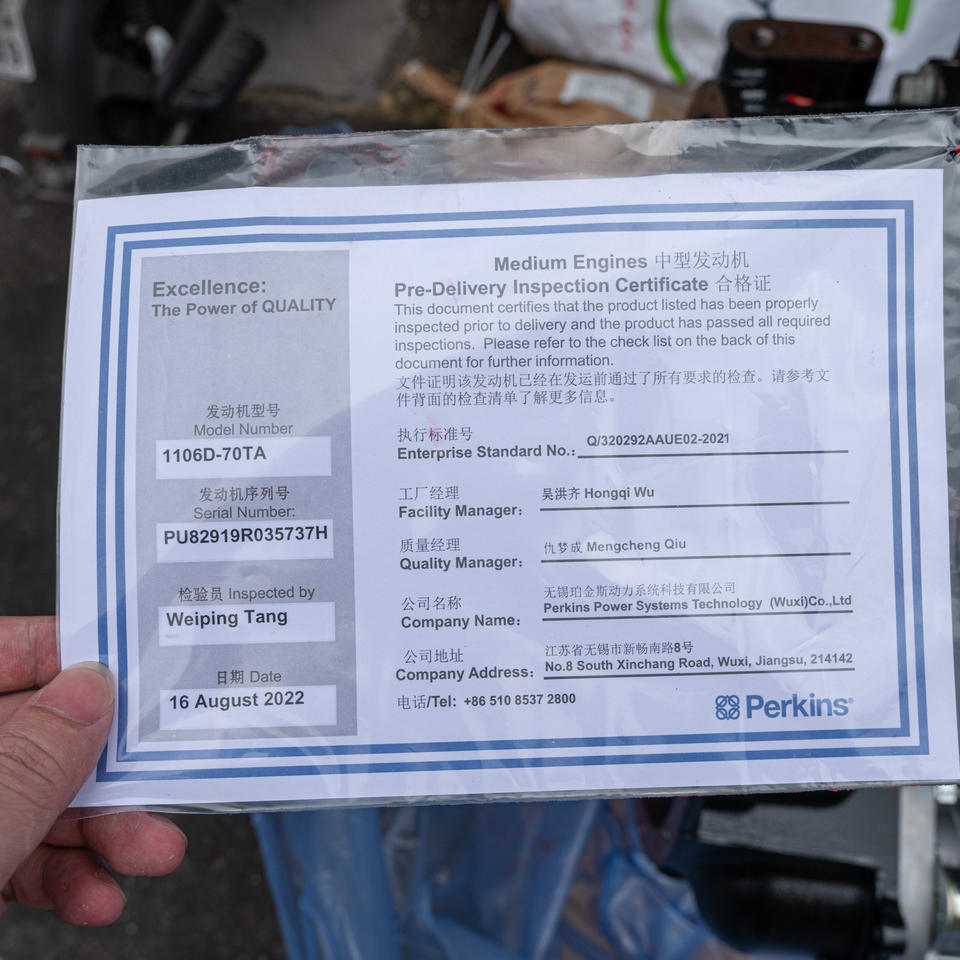 Excellence:
The Power of QUALITY
发动机型号
Model Number
1106D-70TA
发动机序列号
Serial Number:
PU82919R035737H
检验员 Inspected by
Weiping Tang
日期 Date
16 August 2022
Medium Engines 中型发动机
Pre-Delivery Inspection Certificate 合格证
This document certifies that the product listed has been properly
inspected prior to delivery and the product has passed all required
inspections. Please refer to the check list on the back of this
document for further information.
文件证明该发动机已经在发运前通过了所有要求的检查。请参考文
件背面的检查清单了解更多信息。
执行标准号
Enterprise Standard No.: Q/320292AAUE02-2021
工厂经理
Facility Manager: 吴洪齐 Hongqi Wu
质量经理
Quality Manager: 仇梦成 Mengcheng Qiu
公司名称 无锡珀金斯动力系统科技有限公司
Company Name: Perkins Power Systems Technology (Wuxi)Co.,Ltd
公司地址 江苏省无锡市新畅南路8号
Company Address: No.8 South Xinchang Road, Wuxi, Jiangsu, 214142
电话/Tel: +86 510 8537 2800
Perkins®